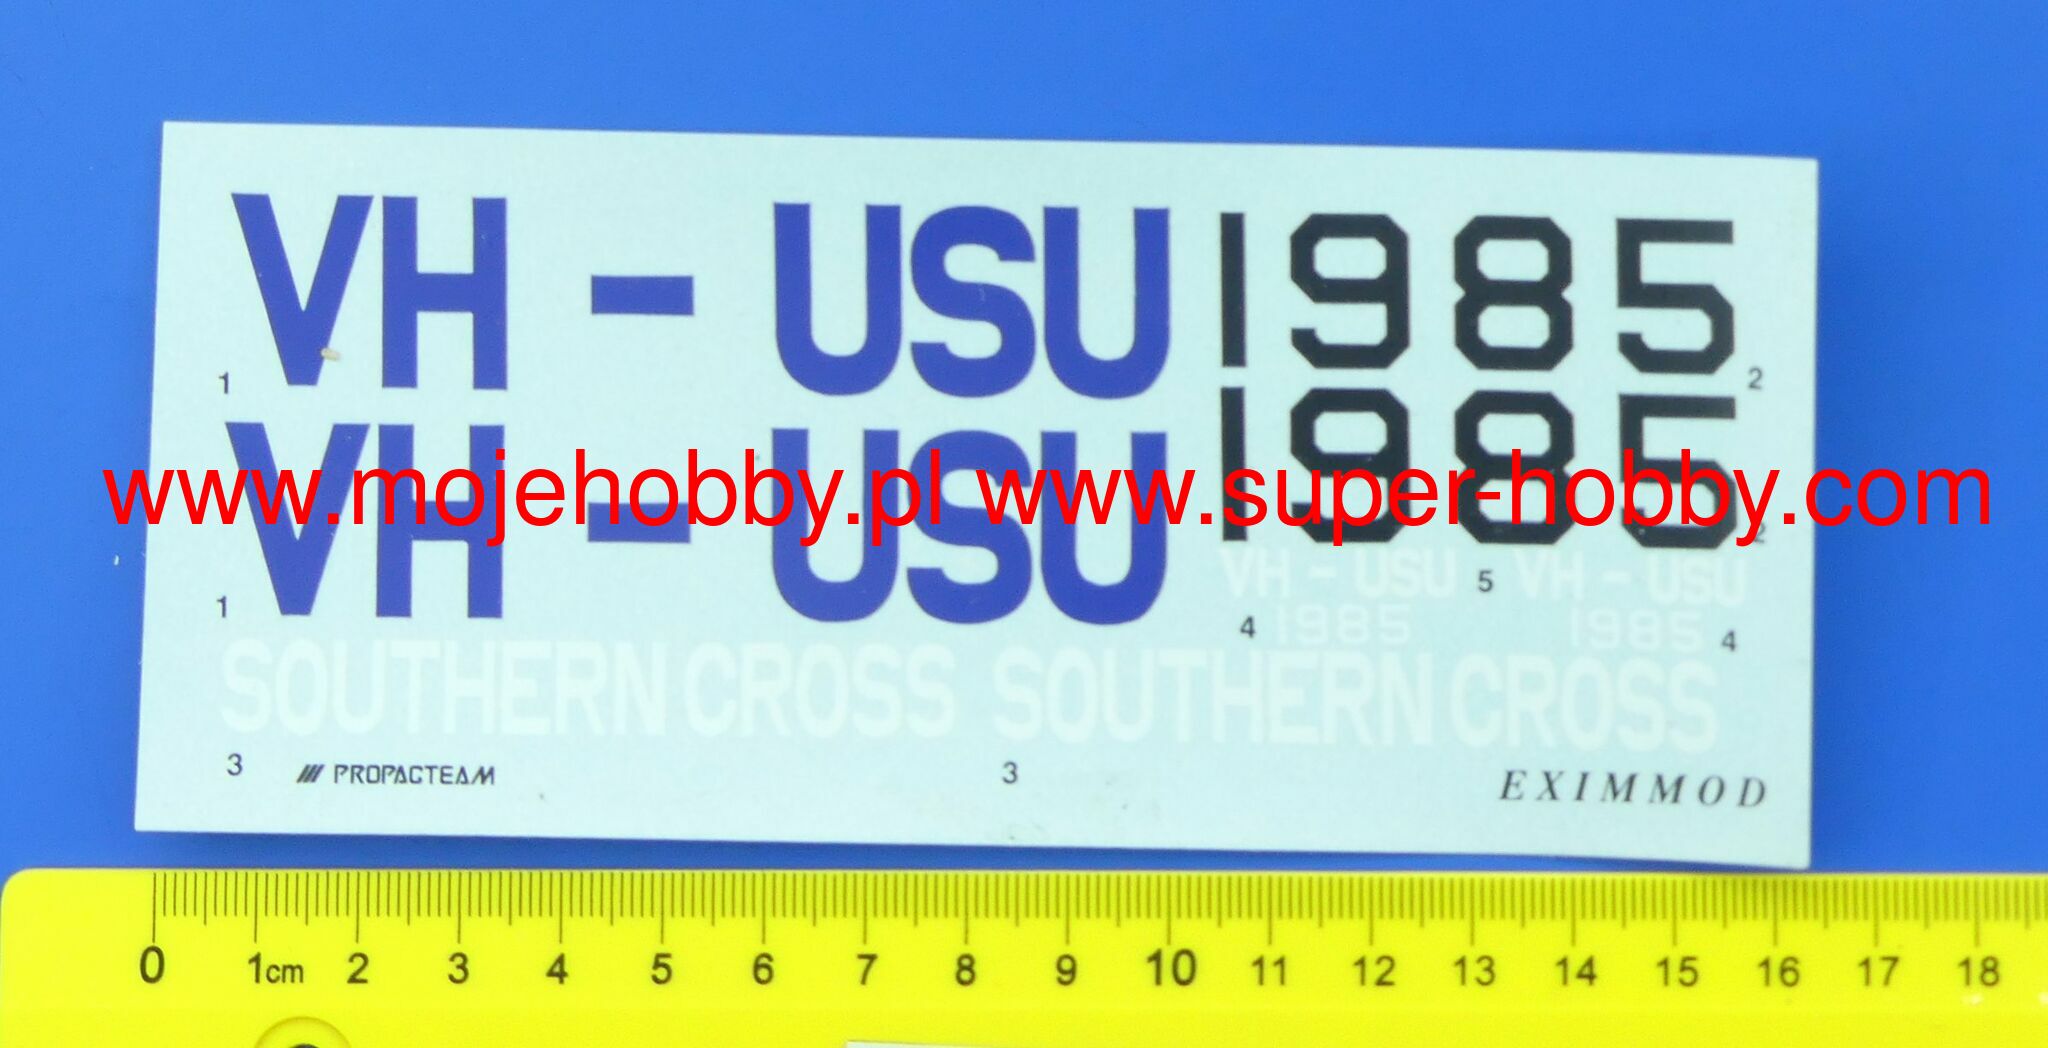 VH - USU 1985
1 2
VH - USU 1985
www.mojehobby.pl www.super-hobby.com
1 2
VH - USU 5 VH - USU
4 1985 1985 4
SOUTHERN CROSS SOUTHERN CROSS
3 PROPACTEAM 3 EXIMMOD
0 1cm 2 3 4 5 6 7 8 9 10 11 12 13 14 15 16 17 18